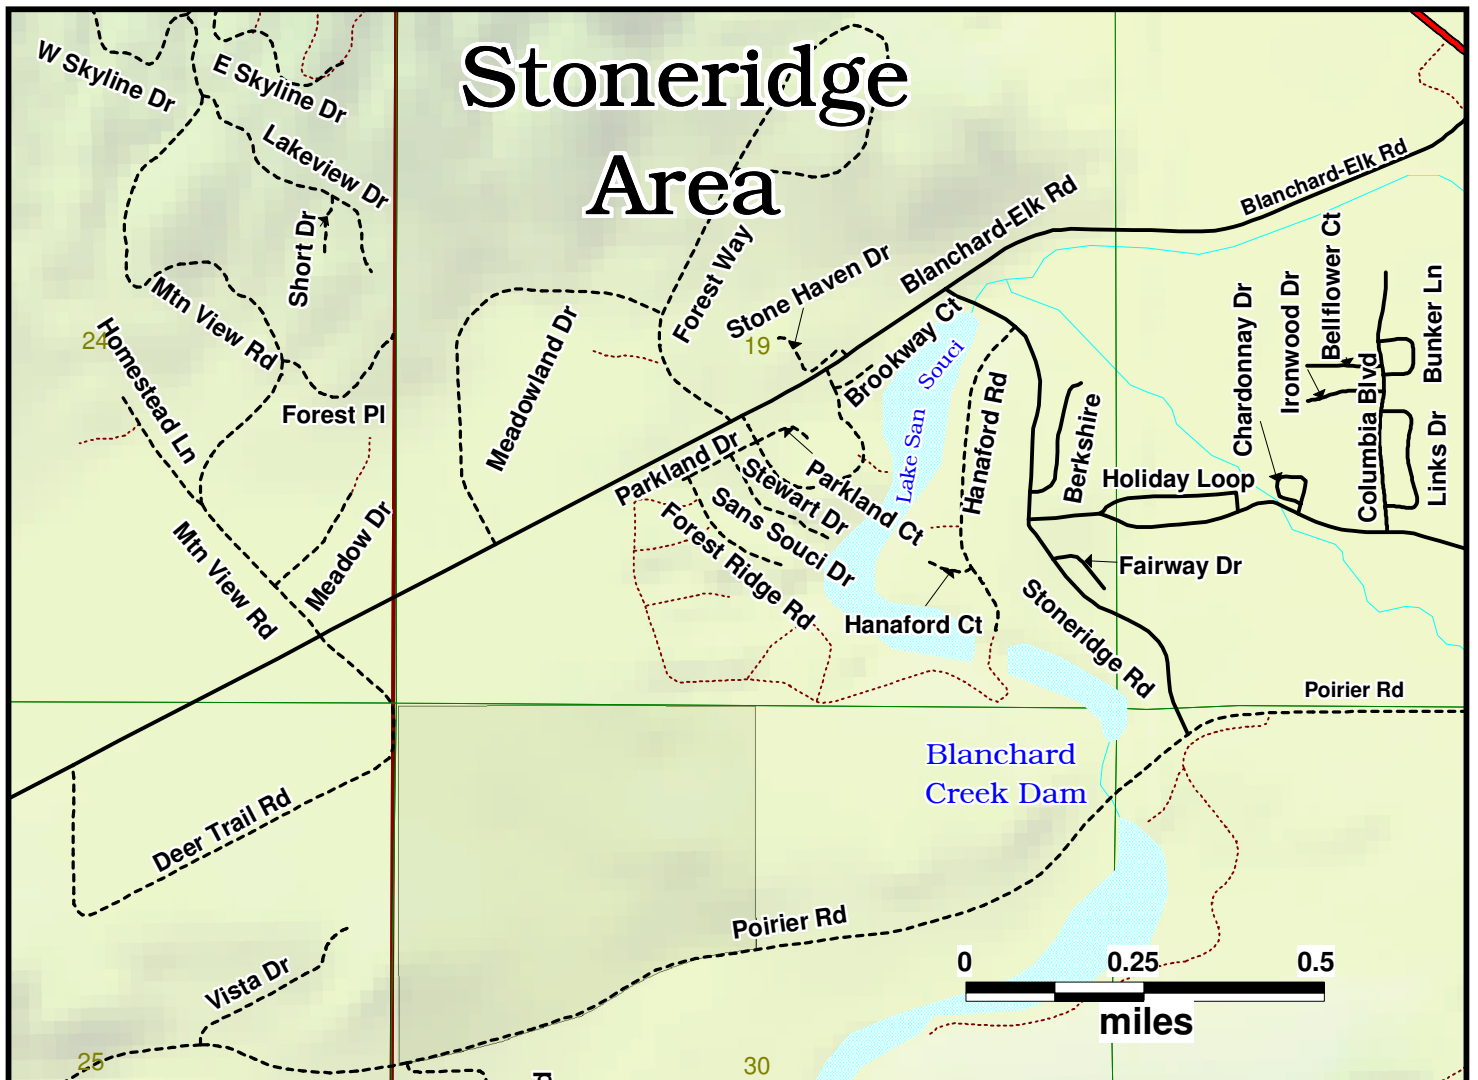 Stoneridge
Area
W Skyline Dr
E Skyline Dr
Lakeview Dr
Short Dr
Mtn View Rd
24
Homestead Ln
Forest Pl
Mtn View Rd
Meadow Dr
Meadowland Dr
Forest Way
Stone Haven Dr
19
Blanchard-Elk Rd
Blanchard-Elk Rd
Brookway Ct
Lake San Souci
Hanaford Rd
Berkshire
Parkland Dr
Stewart Dr
Parkland Ct
Sans Souci Dr
Forest Ridge Rd
Hanaford Ct
Holiday Loop
Chardonnay Dr
Ironwood Dr
Bellflower Ct
Columbia Blvd
Bunker Ln
Links Dr
Fairway Dr
Stoneridge Rd
Poirier Rd
Blanchard
Creek Dam
Deer Trail Rd
Poirier Rd
Vista Dr
25
30
0 0.25 0.5
miles